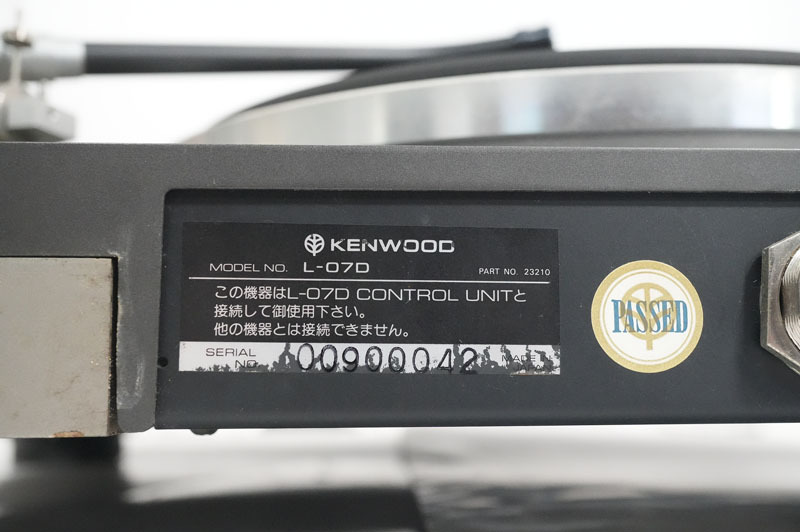 KENWOOD
MODEL NO. L-07D PART NO. 23210
この機器はL-07D CONTROL UNITと
接続して御使用下さい。
他の機器とは接続できません。
SERIAL NO. 00900042
PASSED